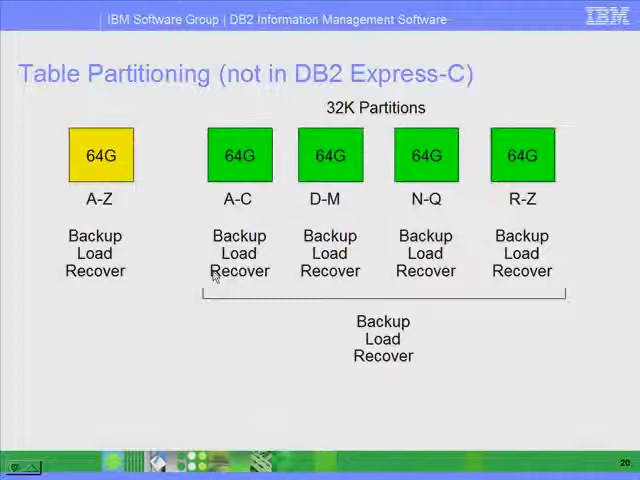 IBM Software Group | DB2 Information Management Software
IBM
Table Partitioning (not in DB2 Express-C)
32K Partitions
64G 64G 64G 64G 64G
A-Z A-C D-M N-Q R-Z
Backup Backup Backup Backup Backup
Load Load Load Load Load
Recover Recover Recover Recover Recover
Backup
Load
Recover
20